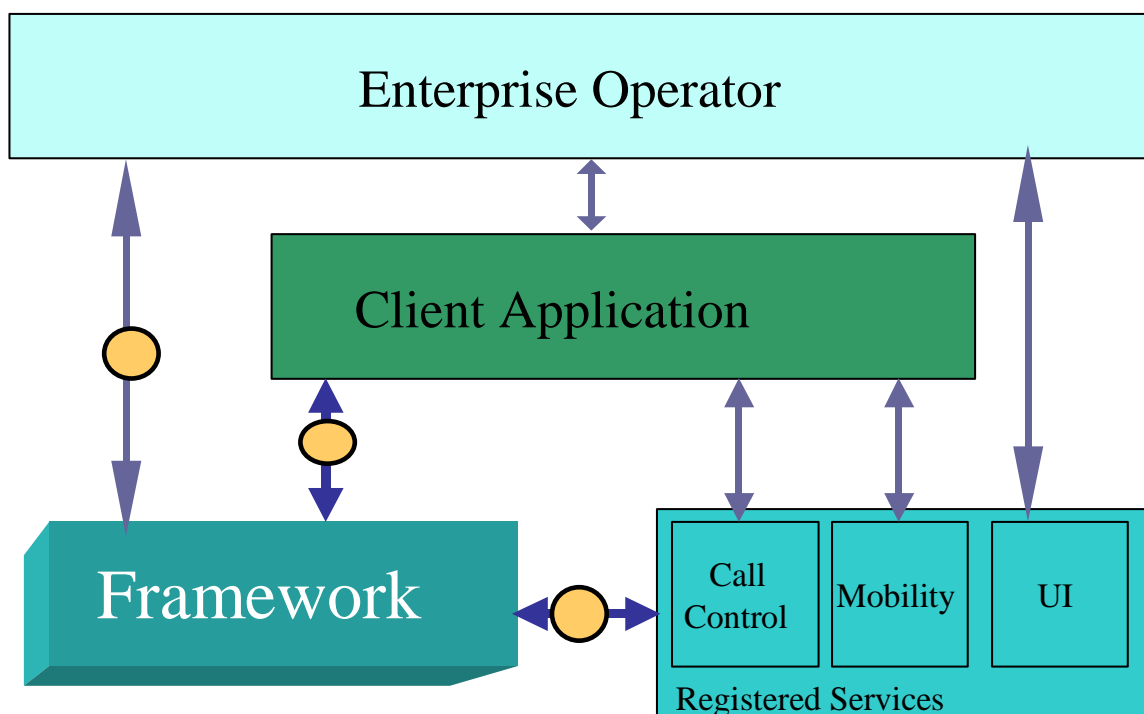 Enterprise Operator
Client Application
Framework
Call
Control
Mobility
UI
Registered Services